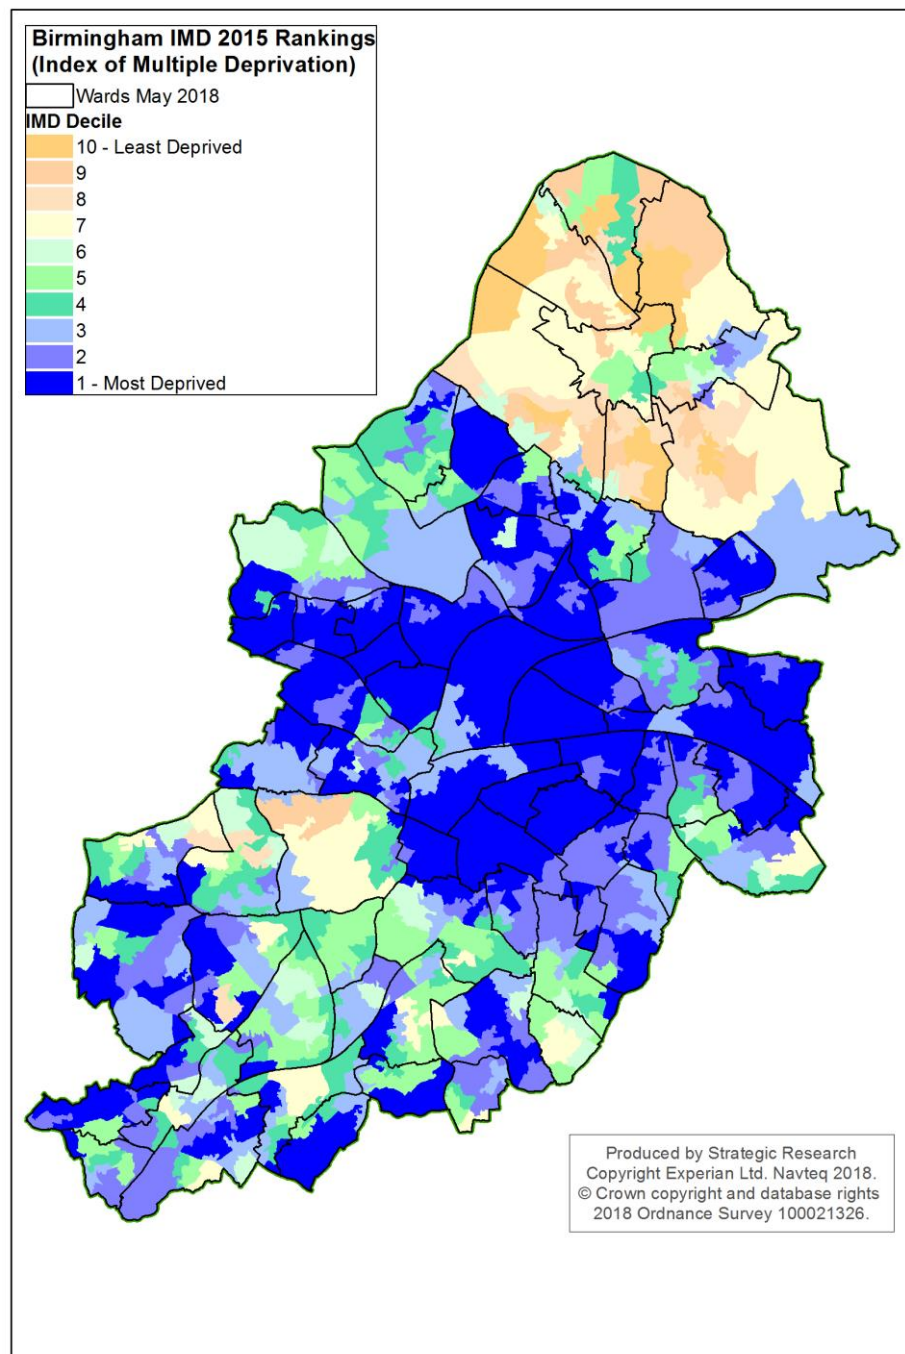 Birmingham IMD 2015 Rankings
(Index of Multiple Deprivation)
Wards May 2018
IMD Decile
10 - Least Deprived
9
8
7
6
5
4
3
2
1 - Most Deprived
Produced by Strategic Research
Copyright Experian Ltd. Navteq 2018.
© Crown copyright and database rights
2018 Ordnance Survey 100021326.